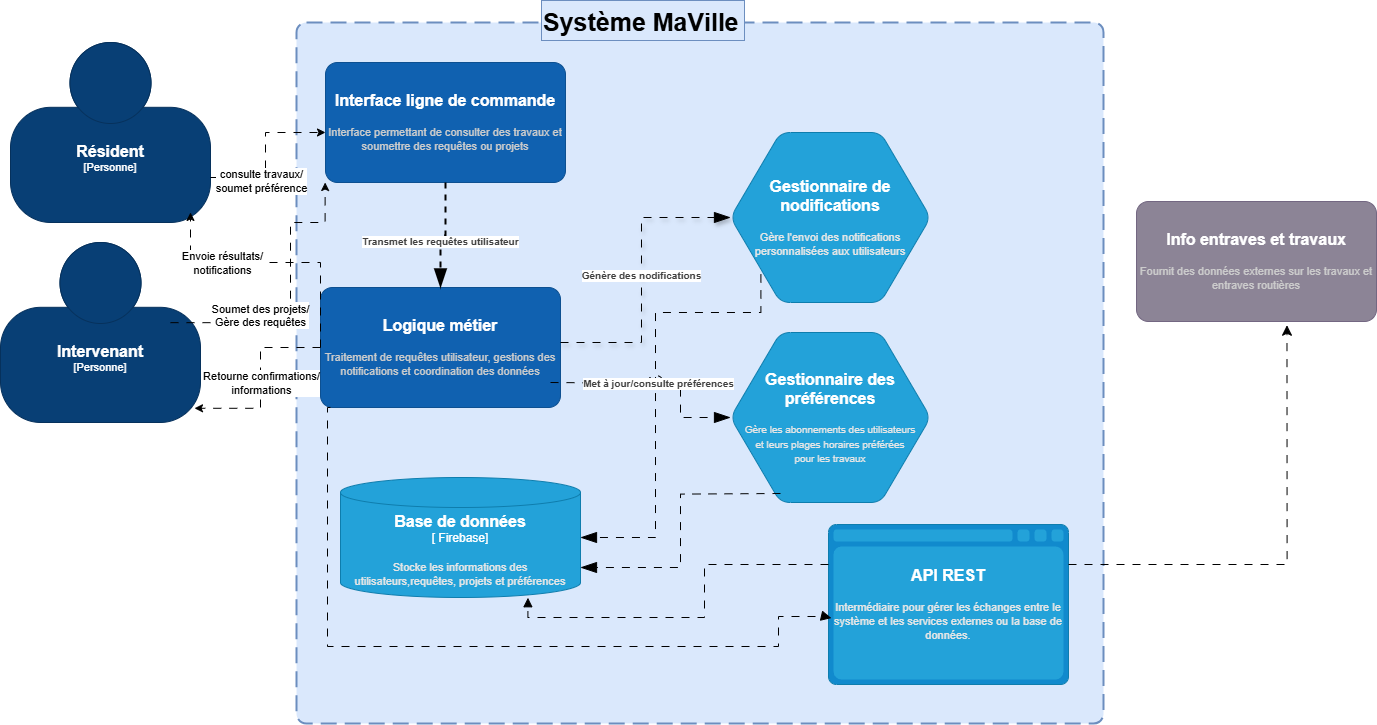 Système MaVille
Résident
[Personne]
consulte travaux/
soumet préférence
Interface ligne de commande
Interface permettant de consulter des travaux et
soumettre des requêtes ou projets
Transmet les requêtes utilisateur
Envoie résultats/
notifications
Intervenant
[Personne]
Soumet des projets/
Gère des requêtes
Retourne confirmations/
informations
Logique métier
Traitement de requêtes utilisateur, gestions des
notifications et coordination des données
Génère des nodifications
Met à jour/consulte préférences
Gestionnaire de
nodifications
Gère l'envoi des notifications
personnalisées aux utilisateurs
Gestionnaire des
préférences
Gère les abonnements des utilisateurs
et leurs plages horaires préférées
pour les travaux
Info entraves et travaux
Fournit des données externes sur les travaux et
entraves routières
Base de données
[ Firebase]
Stocke les informations des
utilisateurs,requêtes, projets et préférences
API REST
Intermédiaire pour gérer les échanges entre le
système et les services externes ou la base de
données.